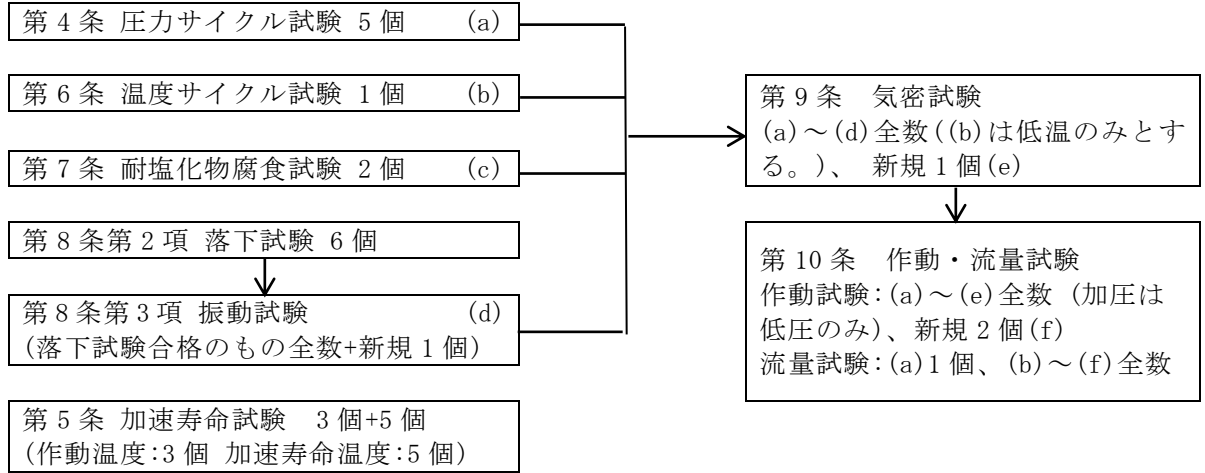 第4条 圧力サイクル試験 5個 (a)
第6条 温度サイクル試験 1個 (b)
第7条 耐塩化物腐食試験 2個 (c)
第8条第2項 落下試験 6個
第8条第3項 振動試験 (d)
(落下試験合格のもの全数+新規1個)
第5条 加速寿命試験 3個+5個
(作動温度:3個 加速寿命温度:5個)
第9条 気密試験
(a)～(d)全数((b)は低温のみとす
る。)、 新規1個(e)
第10条 作動・流量試験
作動試験:(a)～(e)全数 (加圧は
低圧のみ)、新規2個(f)
流量試験:(a)1個、(b)～(f)全数